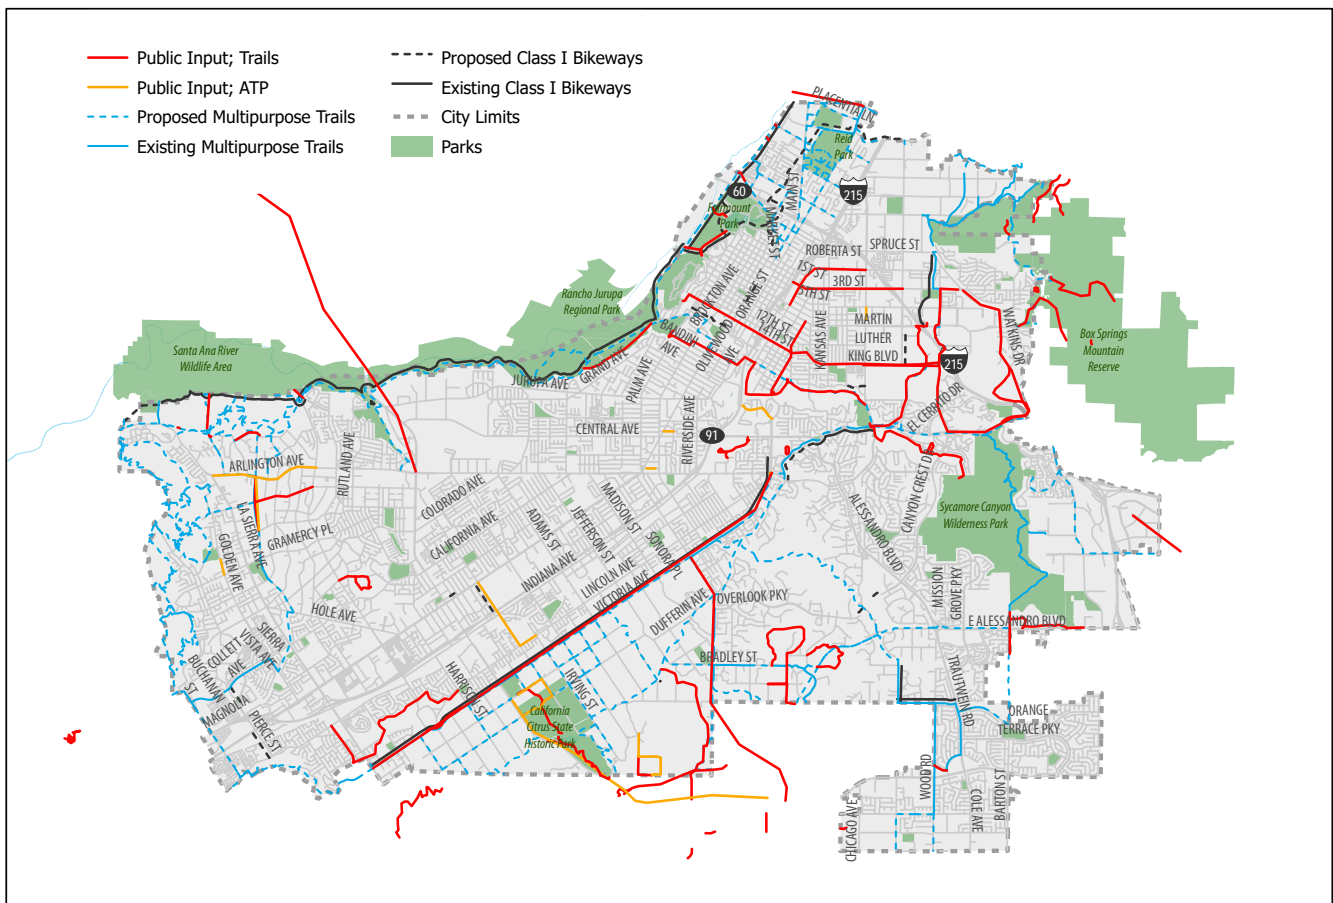 Public Input; Trails
Public Input; ATP
Proposed Multipurpose Trails
Existing Multipurpose Trails
Proposed Class I Bikeways
Existing Class I Bikeways
City Limits
Parks
PLACENTIA LN
Reid
Park
60
215
Fairmount
Park
MAIN ST
MARKET ST
ROBERTA ST
SPRUCE ST
1ST ST
3RD ST
5TH ST
Rancho Jurupa
Regional Park
BROCKTON AVE
ORANGE ST
12TH ST
14TH ST
BANDINI
AVE
OLIVEWOOD
AVE
KANSAS AVE
MARTIN
LUTHER
KING BLVD
215
WATKINS DR
Box Springs
Mountain
Reserve
Santa Ana River
Wildlife Area
JURUPA AVE
GRAND AVE
PALM AVE
EL CERRITO DR
CENTRAL AVE
RIVERSIDE AVE
91
RUTLAND AVE
ARLINGTON AVE
COLORADO AVE
CALIFORNIA AVE
MADISON ST
ADAMS ST
JEFFERSON ST
SONORA PL
CANYON CREST DR
ALESSANDRO BLVD
Sycamore Canyon
Wilderness Park
LA SIERRA AVE
GRAMERCY PL
GOLDEN AVE
INDIANA AVE
LINCOLN AVE
VICTORIA AVE
DUFFERIN AVE
OVERLOOK PKY
MISSION
GROVE PKY
HOLE AVE
E ALESSANDRO BLVD
SIERRA
VISTA AVE
COLLETT
AVE
BUCHANAN
ST
MAGNOLIA
PIERCE ST
HARRISON ST
IRVING ST
BRADLEY ST
TRAUTWEIN RD
California
Citrus State
Historic Park
ORANGE
TERRACE PKY
WOOD RD
CHICAGO AVE
COLE AVE
BARTON ST